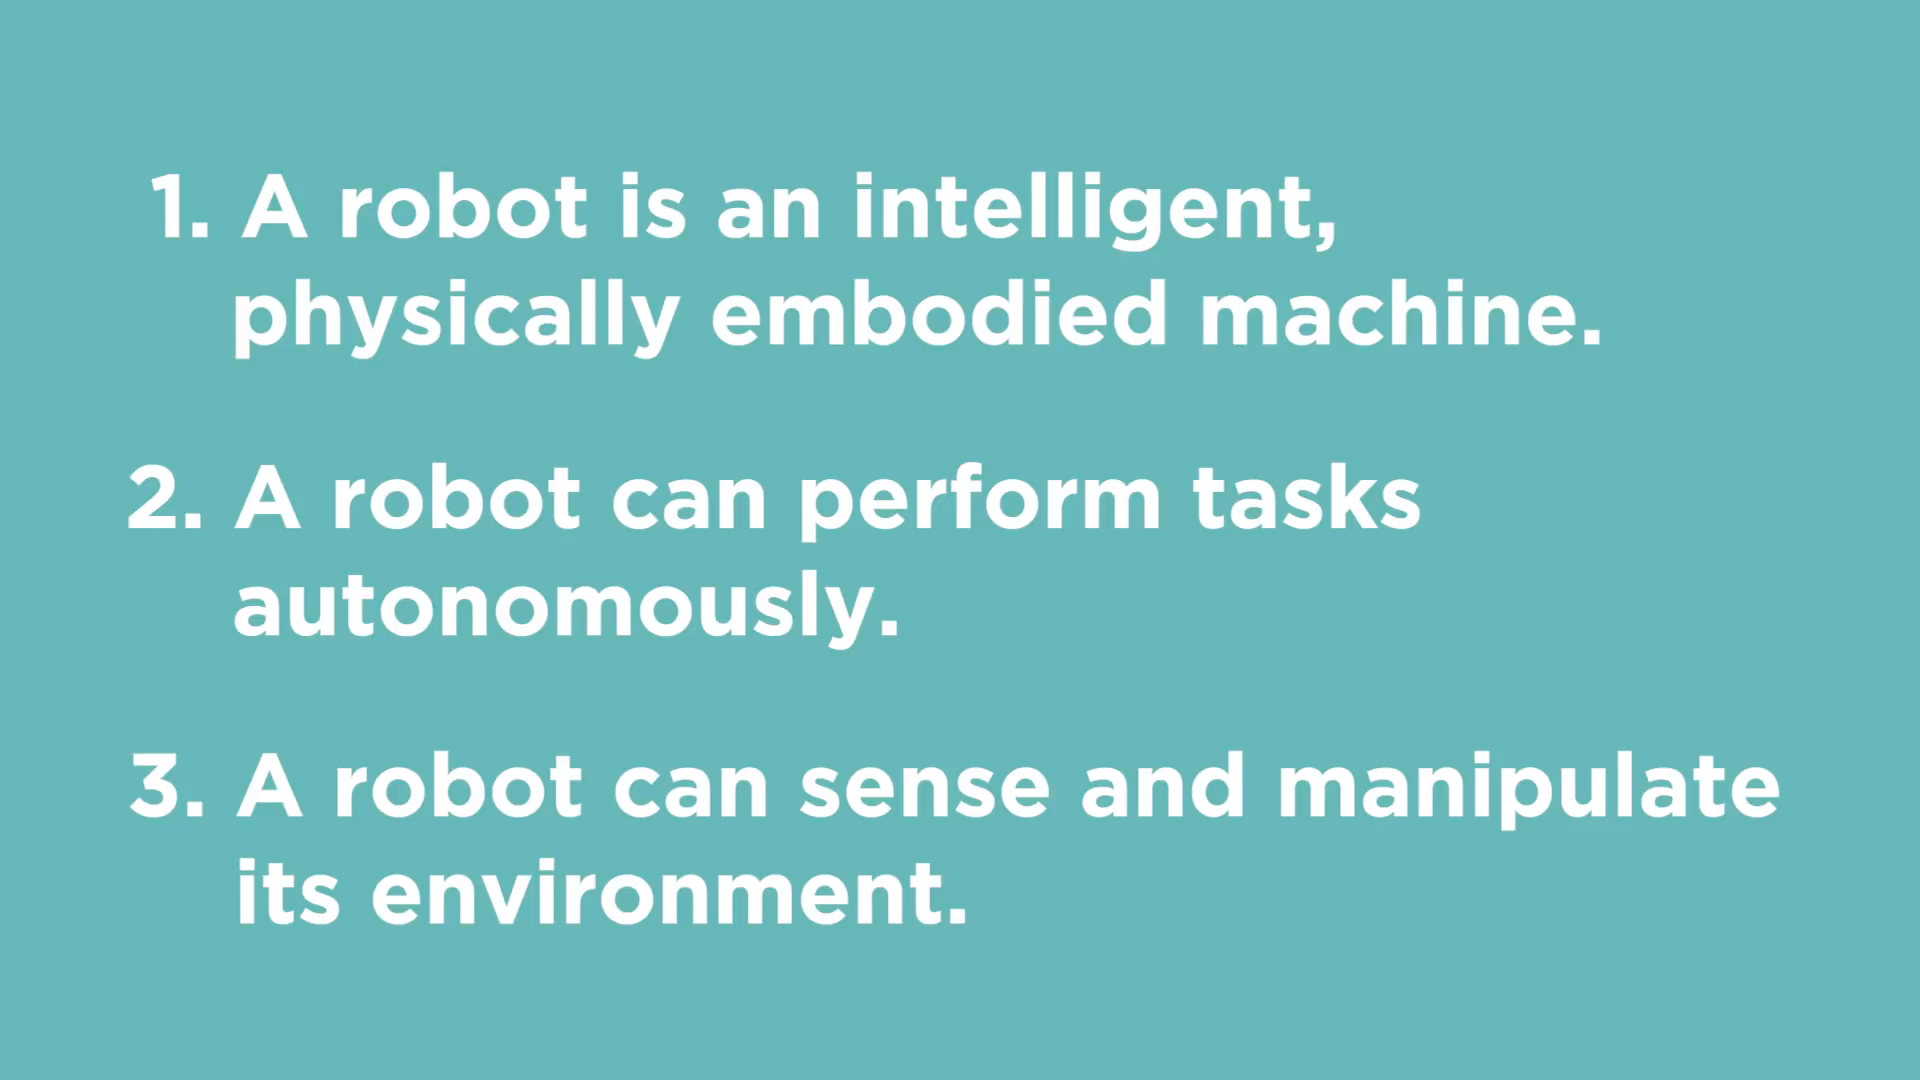 1. A robot is an intelligent,
physically embodied machine.
2. A robot can perform tasks
autonomously.
3. A robot can sense and manipulate
its environment.